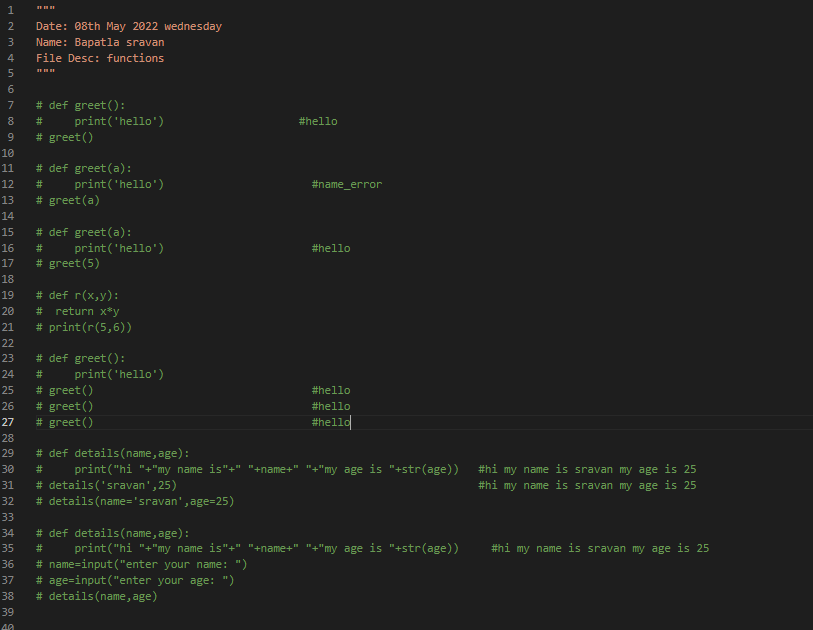 1 """
2 Date: 08th May 2022 wednesday
3 Name: Bapatla sravan
4 File Desc: functions
5 """
6
7 # def greet():
8 #     print('hello')                     #hello
9 # greet()
10
11 # def greet(a):
12 #     print('hello')                       #name_error
13 # greet(a)
14
15 # def greet(a):
16 #     print('hello')                       #hello
17 # greet(5)
18
19 # def r(x,y):
20 #  return x*y
21 # print(r(5,6))
22
23 # def greet():
24 #     print('hello')
25 # greet()                                  #hello
26 # greet()                                  #hello
27 # greet()                                  #hello
28
29 # def details(name,age):
30 #     print("hi "+"my name is"+" "+name+" "+"my age is "+str(age))   #hi my name is sravan my age is 25
31 # details('sravan',25)                                               #hi my name is sravan my age is 25
32 # details(name='sravan',age=25)
33
34 # def details(name,age):
35 #     print("hi "+"my name is"+" "+name+" "+"my age is "+str(age))     #hi my name is sravan my age is 25
36 # name=input("enter your name: ")
37 # age=input("enter your age: ")
38 # details(name,age)
39
40